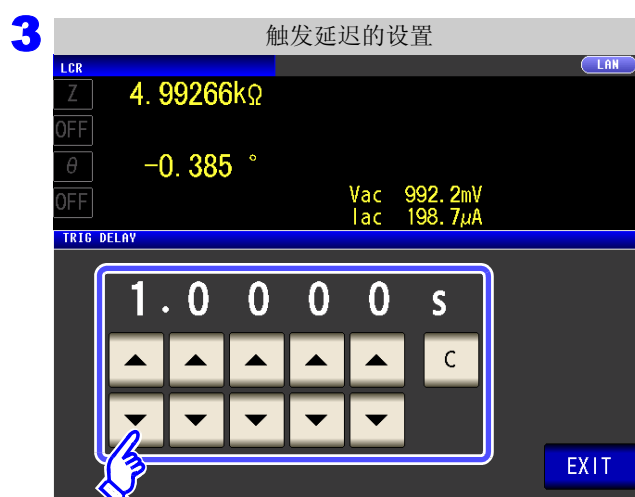 3
触发延迟的设置
LCR
LAN
Z
4.99266kΩ
OFF
θ
-0.385 °
OFF
Vac 992.2mV
Iac 198.7μA
TRIG DELAY
1.0000 s
C
EXIT